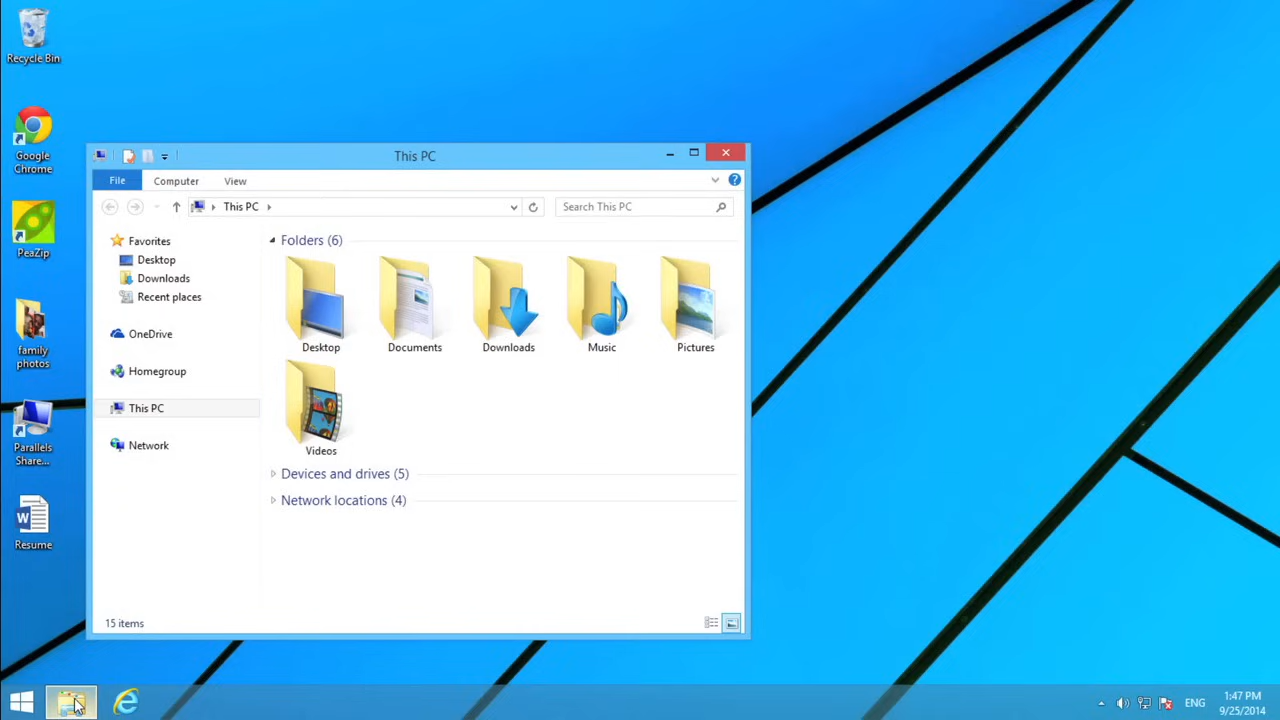 Recycle Bin
Google
Chrome
PeaZip
family
photos
Parallels
Share...
Resume
This PC
File
Computer
View
This PC
Search This PC
Favorites
Desktop
Downloads
Recent places
OneDrive
Homegroup
This PC
Network
Folders (6)
Desktop
Documents
Downloads
Music
Pictures
Videos
Devices and drives (5)
Network locations (4)
15 items
ENG
1:47 PM
9/25/2014